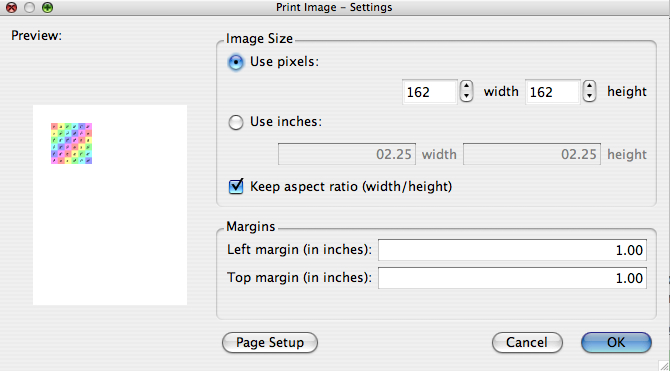 Print Image – Settings
Preview:
Image Size
Use pixels:
162 width 162 height
Use inches:
02.25 width 02.25 height
Keep aspect ratio (width/height)
Margins
Left margin (in inches): 1.00
Top margin (in inches): 1.00
Page Setup Cancel OK